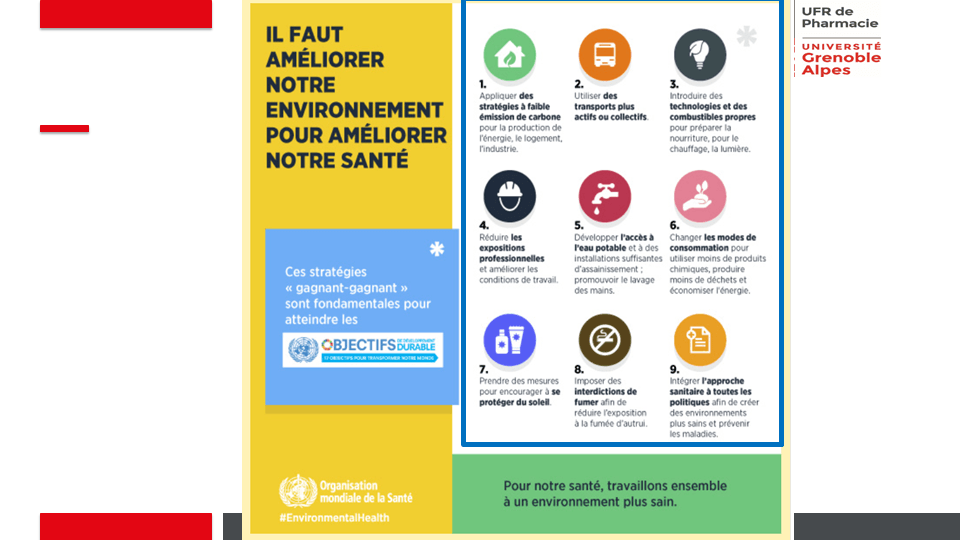 UFR de
Pharmacie
UNIVERSITÉ
Grenoble
Alpes
IL FAUT
AMÉLIORER
NOTRE
ENVIRONNEMENT
POUR AMÉLIORER
NOTRE SANTÉ
*
Ces stratégies
« gagnant-gagnant »
sont fondamentales pour
atteindre les
OBJECTIFS DE DÉVELOPPEMENT
DURABLE
17 OBJECTIFS POUR TRANSFORMER NOTRE MONDE
*
1.
Appliquer des
stratégies à faible
émission de carbone
pour la production de
l'énergie, le logement,
l'industrie.
2.
Utiliser des
transports plus
actifs ou collectifs.
3.
Introduire des
technologies et des
combustibles propres
pour préparer la
nourriture, pour le
chauffage, la lumière.
4.
Réduire les
expositions
professionnelles
et améliorer les
conditions de travail.
5.
Développer l'accès à
l'eau potable et à des
installations suffisantes
d'assainissement ;
promouvoir le lavage
des mains.
6.
Changer les modes de
consommation pour
utiliser moins de produits
chimiques, produire
moins de déchets et
économiser l'énergie.
7.
Prendre des mesures
pour encourager à se
protéger du soleil.
8.
Imposer des
interdictions de
fumer afin de
réduire l'exposition
à la fumée d'autrui.
9.
Intégrer l'approche
sanitaire à toutes les
politiques afin de créer
des environnements
plus sains et prévenir
les maladies.
Organisation
mondiale de la Santé
#EnvironmentalHealth
Pour notre santé, travaillons ensemble
à un environnement plus sain.